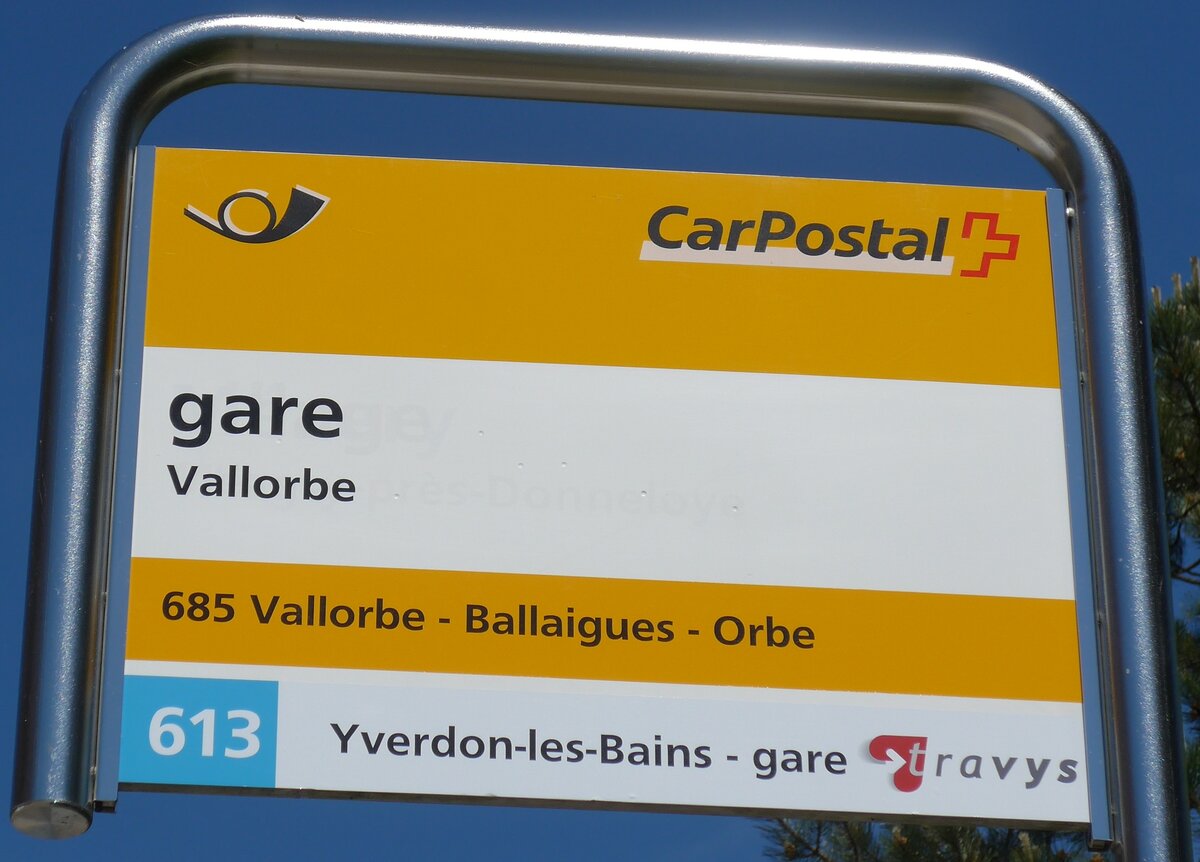 CarPostal
gare
Vallorbe
685 Vallorbe - Ballaigues - Orbe
613 Yverdon-les-Bains - gare travys